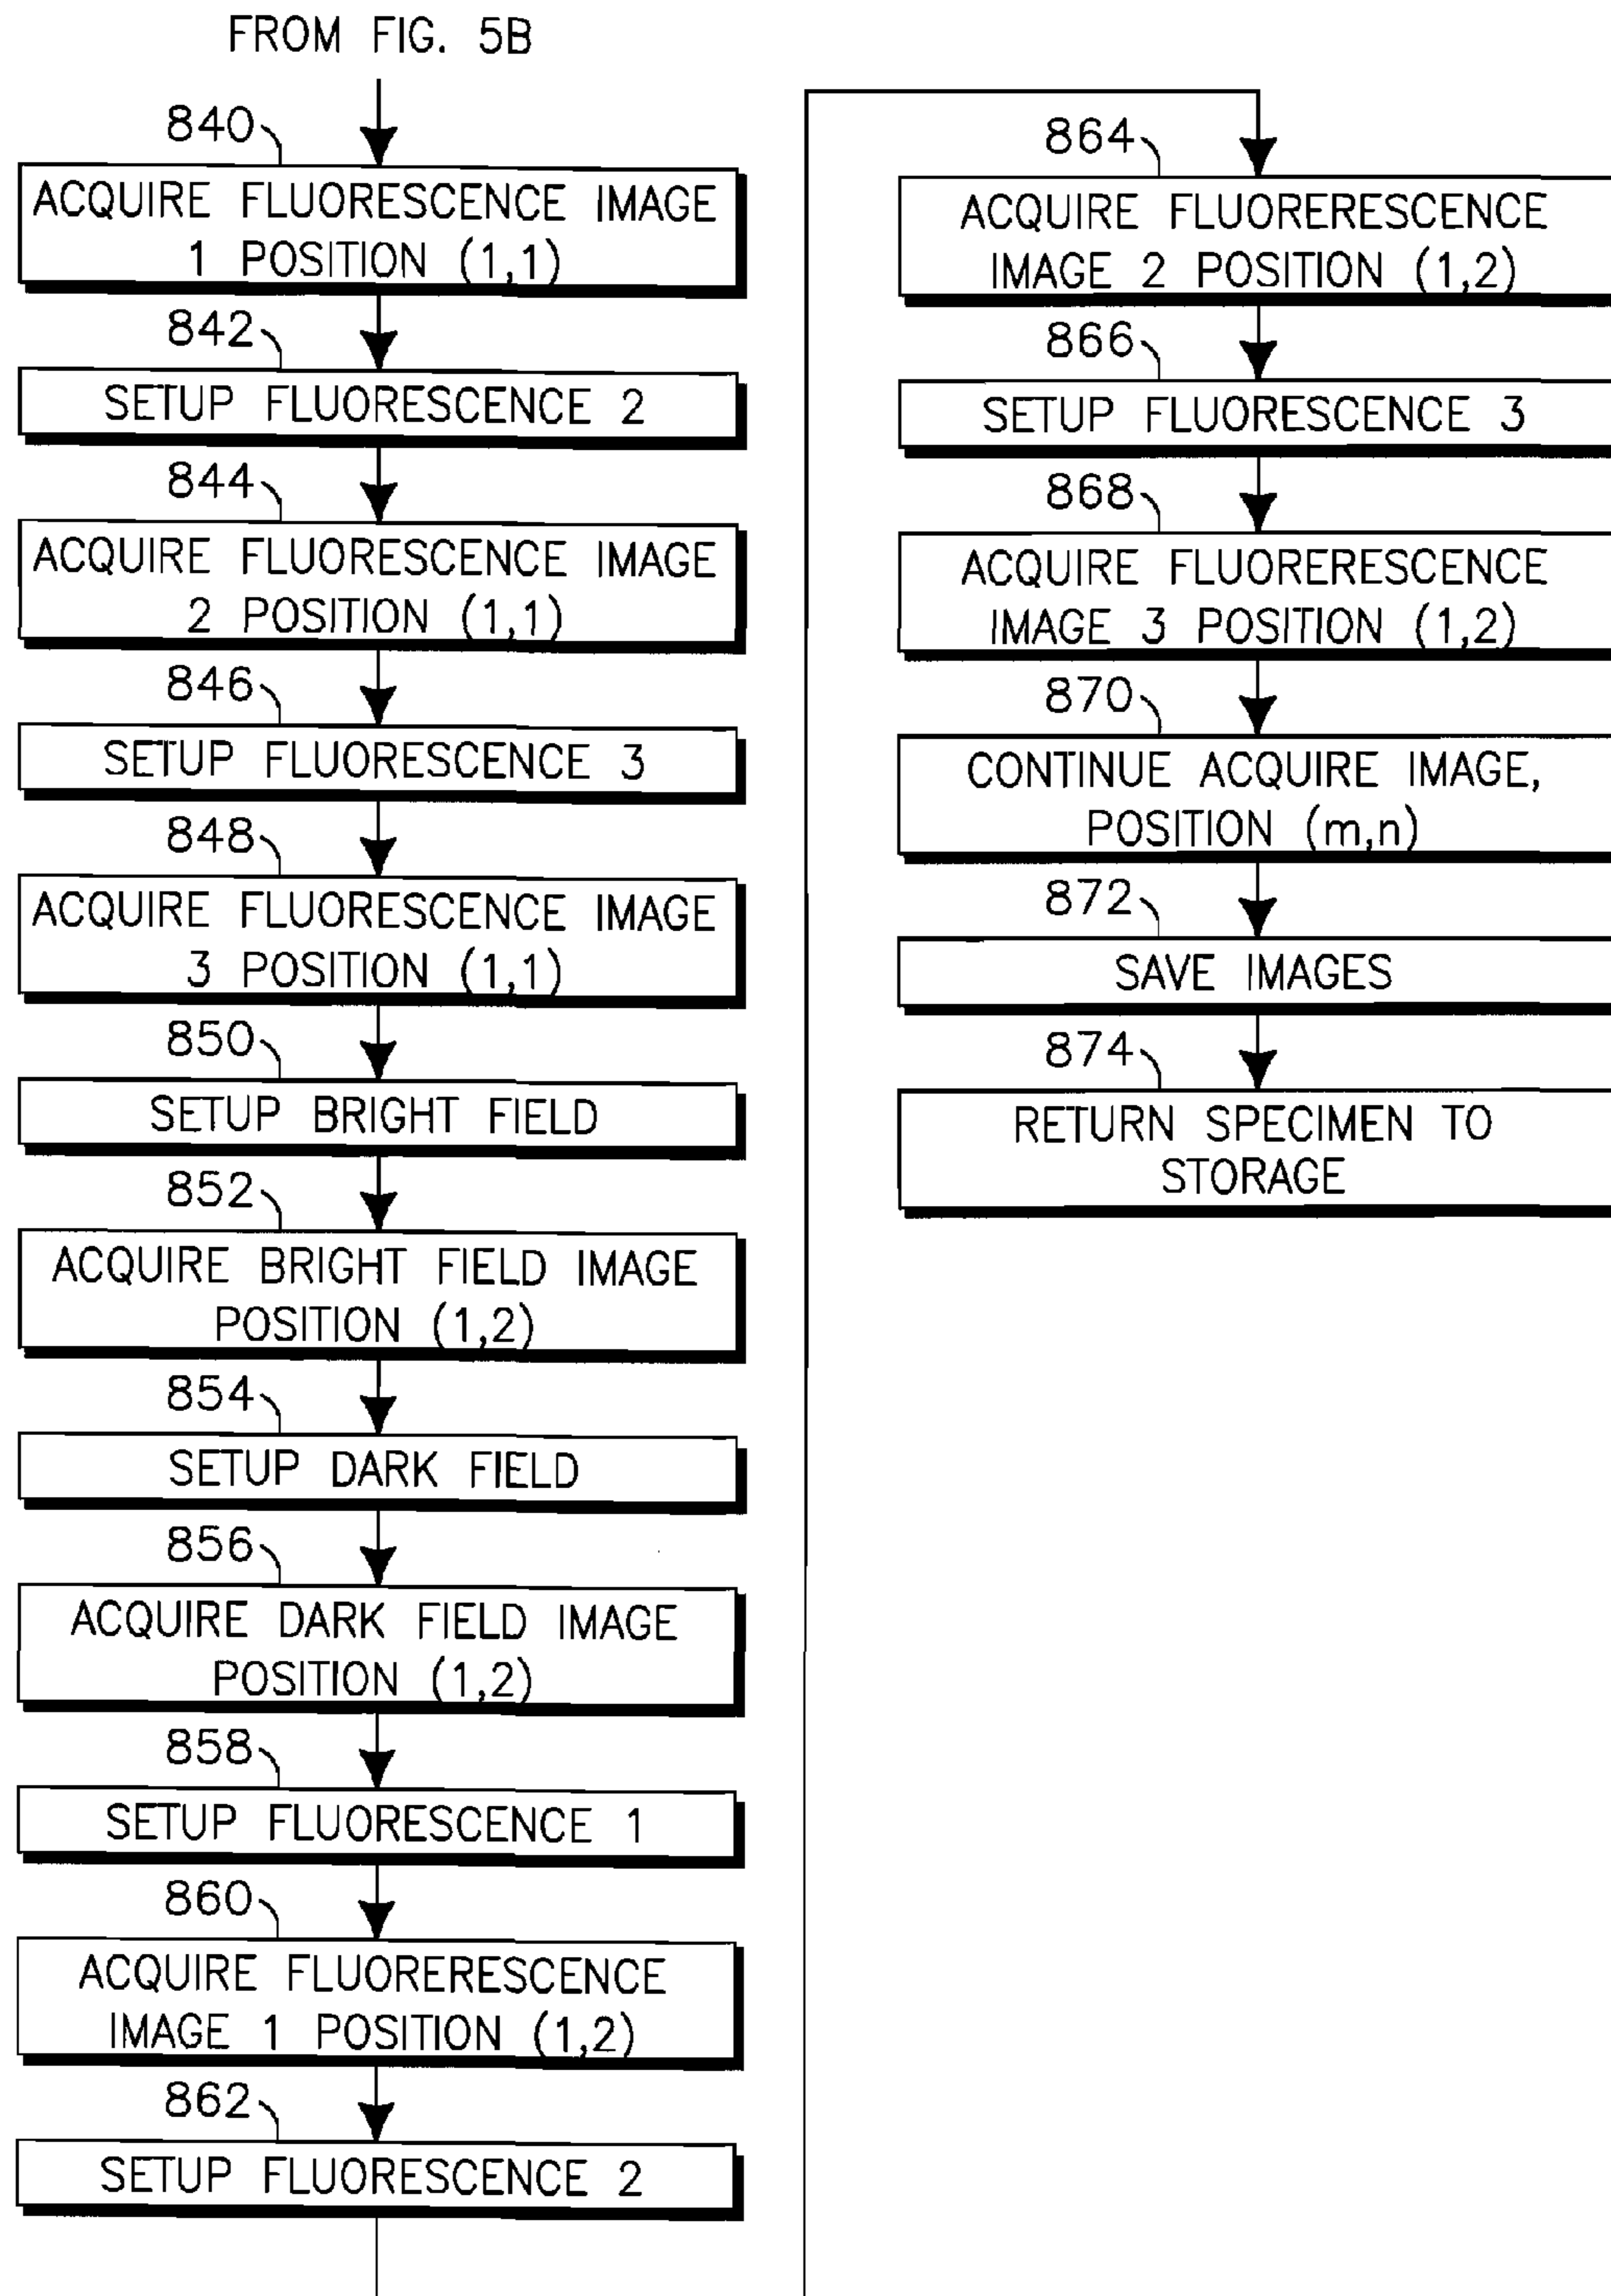 FROM FIG. 5B
840
ACQUIRE FLUORESCENCE IMAGE
1 POSITION (1,1)
842
SETUP FLUORESCENCE 2
844
ACQUIRE FLUORESCENCE IMAGE
2 POSITION (1,1)
846
SETUP FLUORESCENCE 3
848
ACQUIRE FLUORESCENCE IMAGE
3 POSITION (1,1)
850
SETUP BRIGHT FIELD
852
ACQUIRE BRIGHT FIELD IMAGE
POSITION (1,2)
854
SETUP DARK FIELD
856
ACQUIRE DARK FIELD IMAGE
POSITION (1,2)
858
SETUP FLUORESCENCE 1
860
ACQUIRE FLUORERESCENCE
IMAGE 1 POSITION (1,2)
862
SETUP FLUORESCENCE 2
864
ACQUIRE FLUORERESCENCE
IMAGE 2 POSITION (1,2)
866
SETUP FLUORESCENCE 3
868
ACQUIRE FLUORERESCENCE
IMAGE 3 POSITION (1,2)
870
CONTINUE ACQUIRE IMAGE,
POSITION (m,n)
872
SAVE IMAGES
874
RETURN SPECIMEN TO
STORAGE